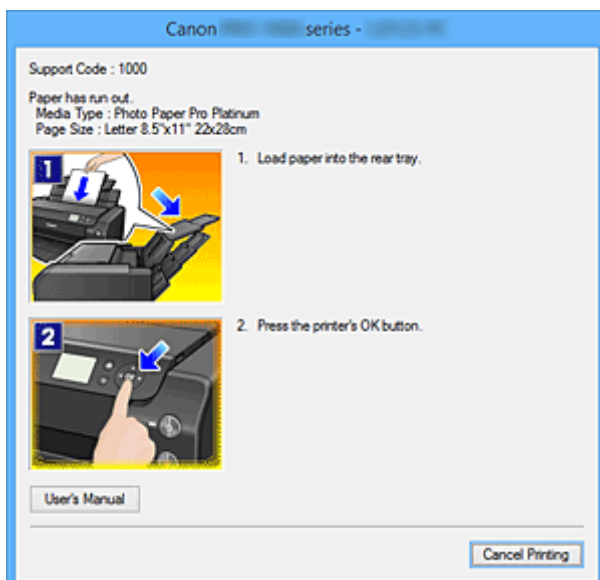 Canon series -
Support Code : 1000
Paper has run out.
Media Type : Photo Paper Pro Platinum
Page Size : Letter 8.5"x11" 22x28cm
1
1. Load paper into the rear tray.
2
2. Press the printer's OK button.
User's Manual
Cancel Printing